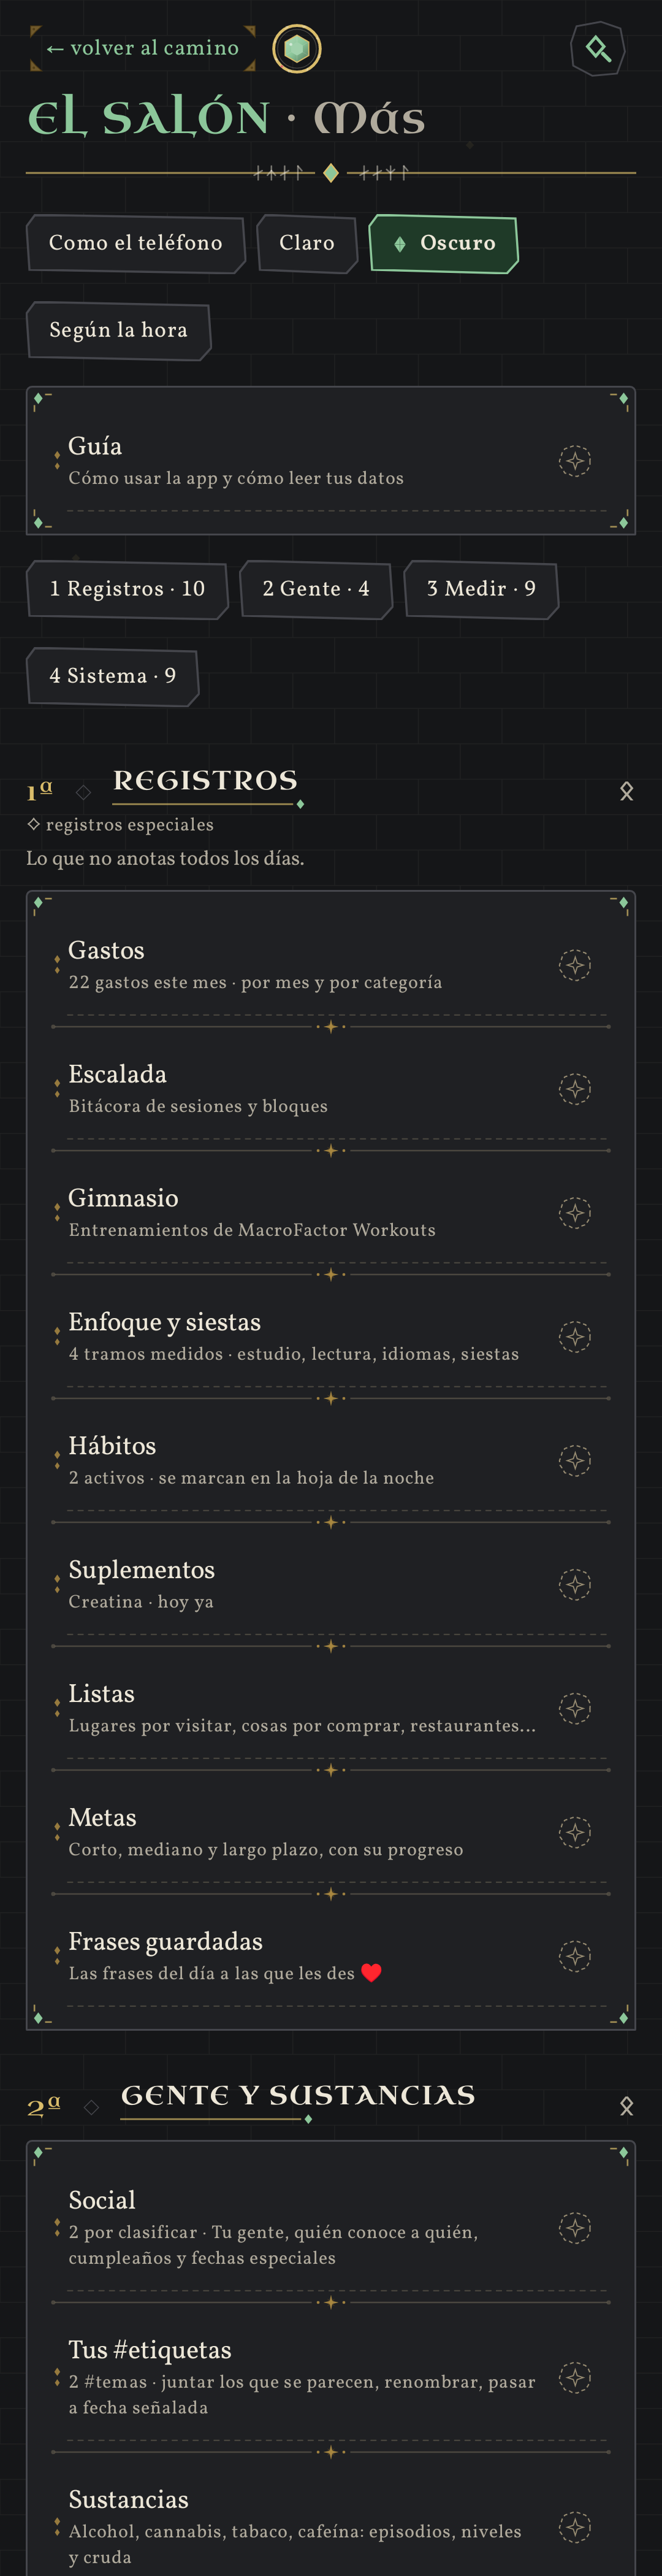 ← volver al camino
EL SALÓN · Más
Como el teléfono
Claro
Oscuro
Según la hora
Guía
Cómo usar la app y cómo leer tus datos
1 Registros · 10
2 Gente · 4
3 Medir · 9
4 Sistema · 9
1ª
REGISTROS
registros especiales
Lo que no anotas todos los días.
Gastos
22 gastos este mes · por mes y por categoría
Escalada
Bitácora de sesiones y bloques
Gimnasio
Entrenamientos de MacroFactor Workouts
Enfoque y siestas
4 tramos medidos · estudio, lectura, idiomas, siestas
Hábitos
2 activos · se marcan en la hoja de la noche
Suplementos
Creatina · hoy ya
Listas
Lugares por visitar, cosas por comprar, restaurantes...
Metas
Corto, mediano y largo plazo, con su progreso
Frases guardadas
Las frases del día a las que les des ❤️
2ª
GENTE Y SUSTANCIAS
Social
2 por clasificar · Tu gente, quién conoce a quién,
cumpleaños y fechas especiales
Tus #etiquetas
2 #temas · juntar los que se parecen, renombrar, pasar
a fecha señalada
Sustancias
Alcohol, cannabis, tabaco, cafeína: episodios, niveles
y cruda